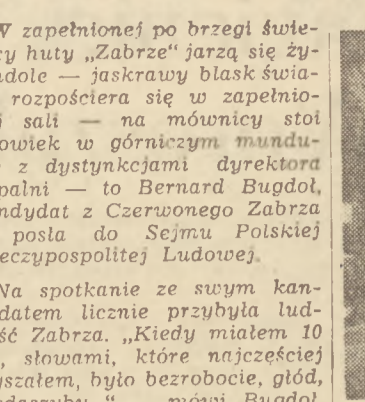 W zapełnionej po brzegi świe-
cy huty „Zabrze“ jarzą się ży-
ndole — jaskrawy blask świa-
rozpościera się w zapełnio-
j sali — na mównicy stoi
owiek w górniczym mundu-
z dystynkcjami dyrektora
palni — to Bernard Bugdoł,
ndydat z Czerwonego Zabrza
posła do Sejmu Polskiej
eczypospolitej Ludowej.
Na spotkanie ze swym kan-
datem licznie przybyła lud-
ść Zabrza. „Kiedy miałem 10
, słowami, które najczęściej
yszałem, było bezrobocie, głód,
mówi Bugdoł